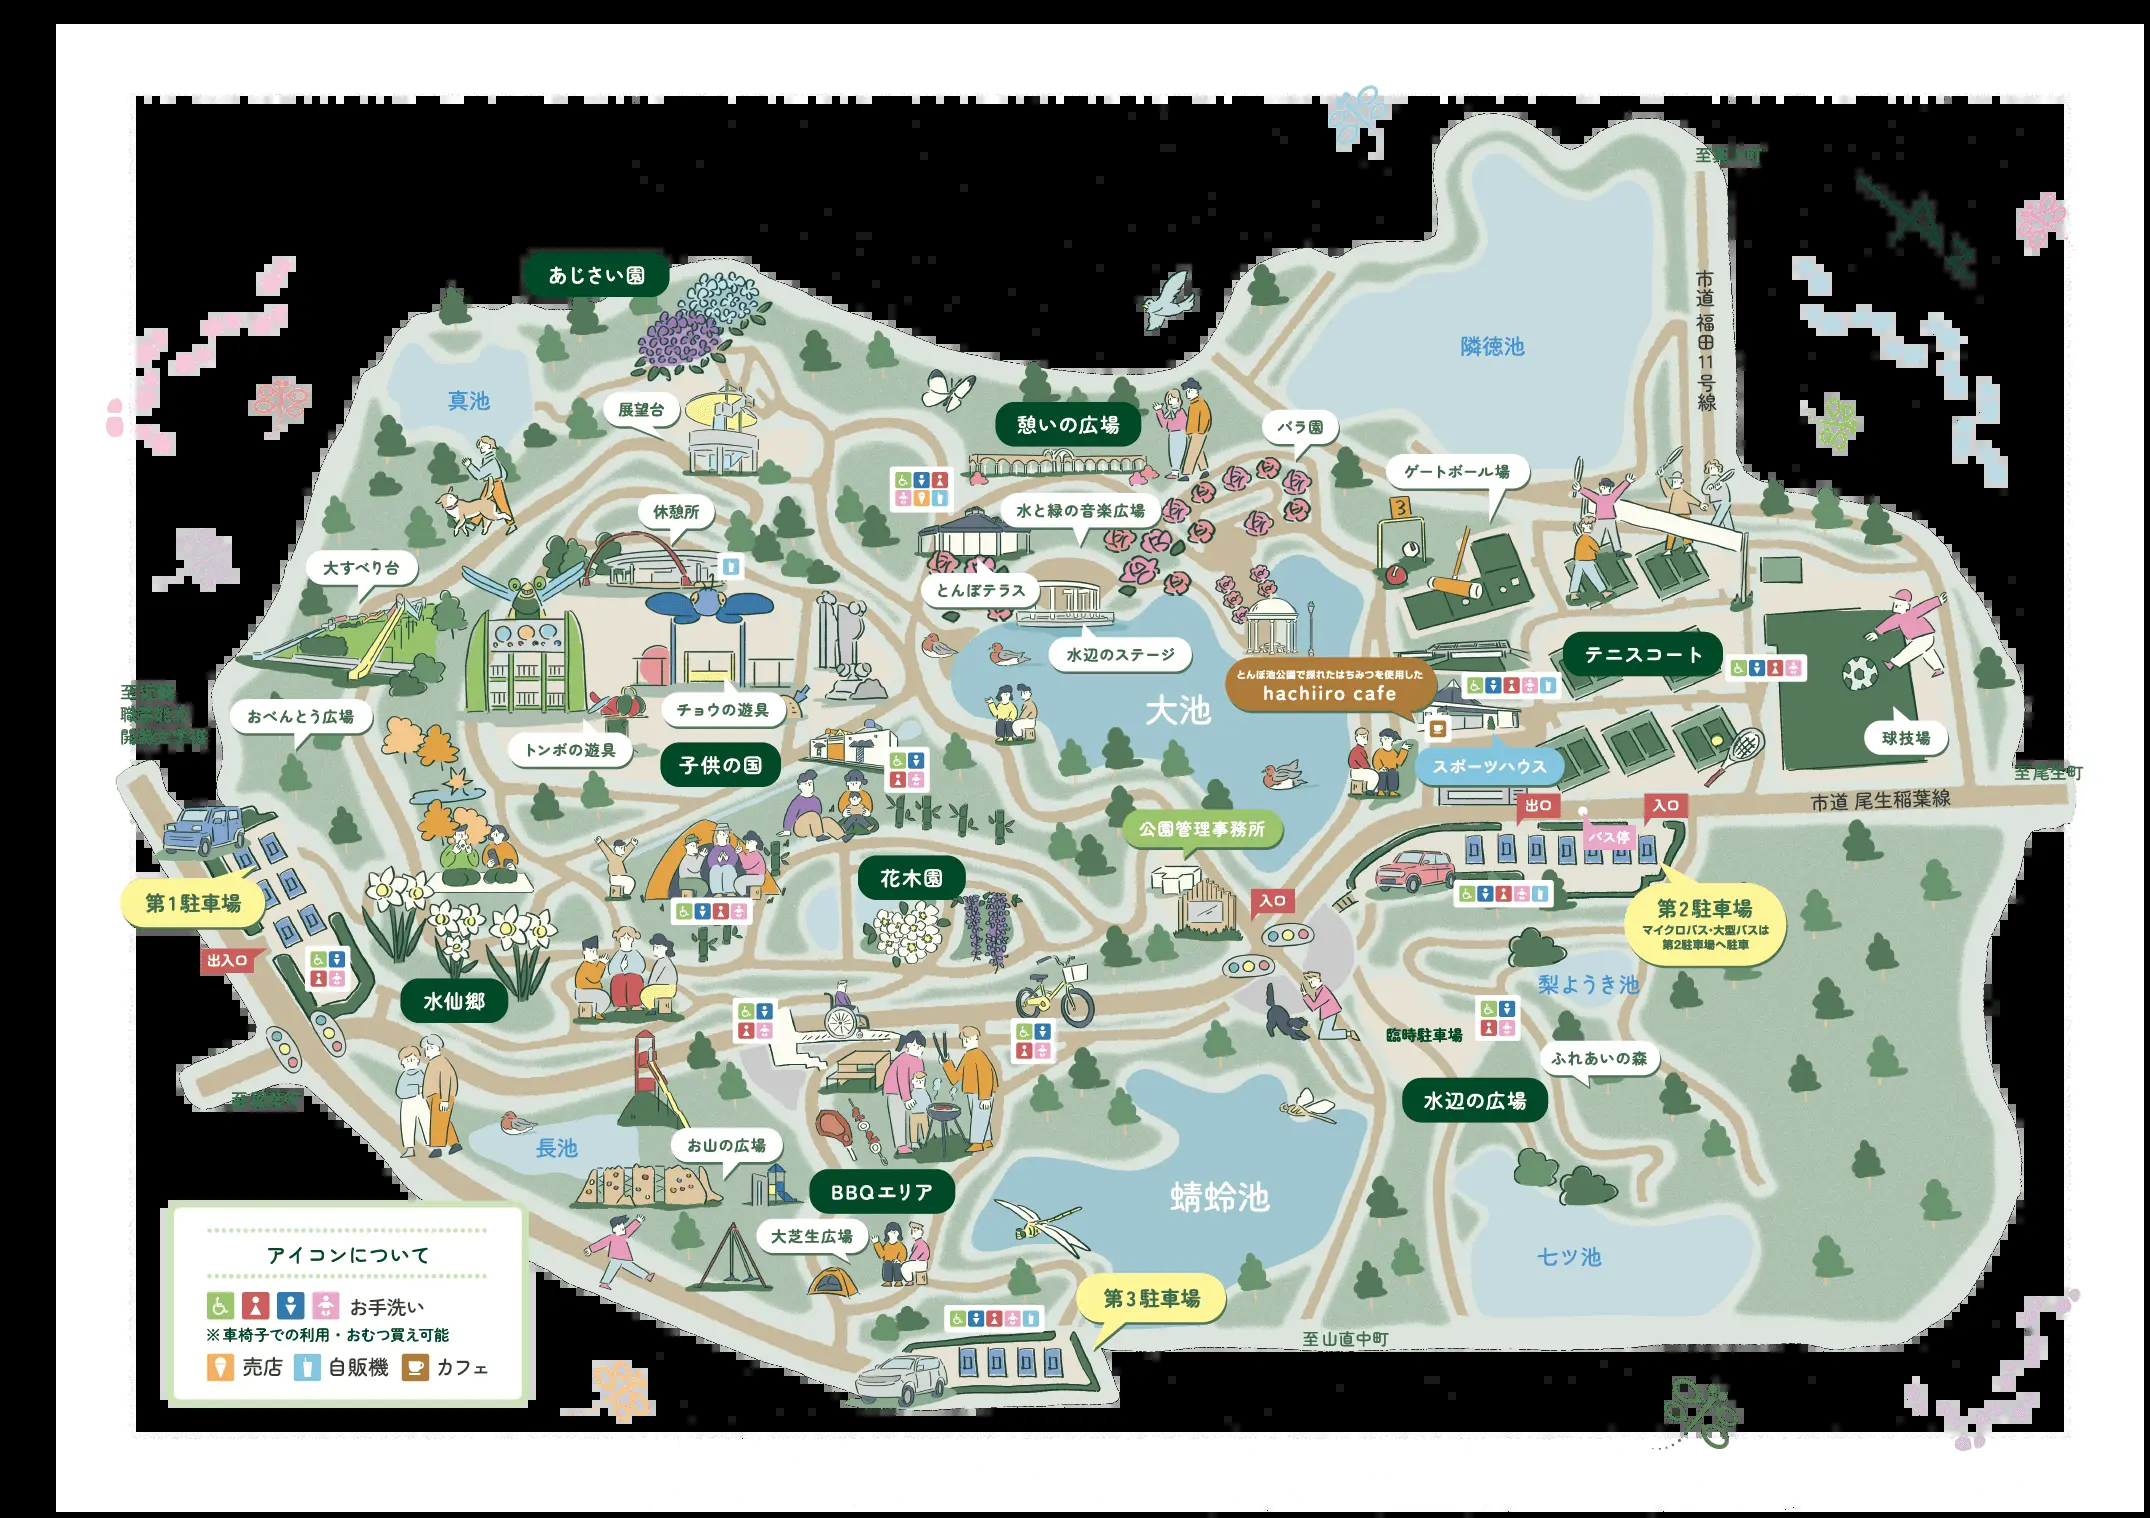 あじさい園
至
町
市道 福田11号線
隣徳池
真池
展望台
憩いの広場
バラ園
ゲートボール場
3
休憩所
水と緑の音楽広場
大すべり台
とんぼテラス
水辺のステージ
テニスコート
とんぼ池公園で採れたはちみつを使用した
hachiiro cafe
おべんとう広場
チョウの遊具
トンボの遊具
子供の国
大池
球技場
スポーツハウス
至尾生町
市道 尾生稲葉線
出口
入口
バス停
公園管理事務所
花木園
第1駐車場
入口
第2駐車場
マイクロバス・大型バスは
第2駐車場へ駐車
出入口
水仙郷
梨ようき池
臨時駐車場
ふれあいの森
水辺の広場
長池
お山の広場
BBQエリア
蜻蛉池
大芝生広場
七ツ池
第3駐車場
至山直中町
アイコンについて
お手洗い
※車椅子での利用・おむつ買え可能
売店 自販機 カフェ